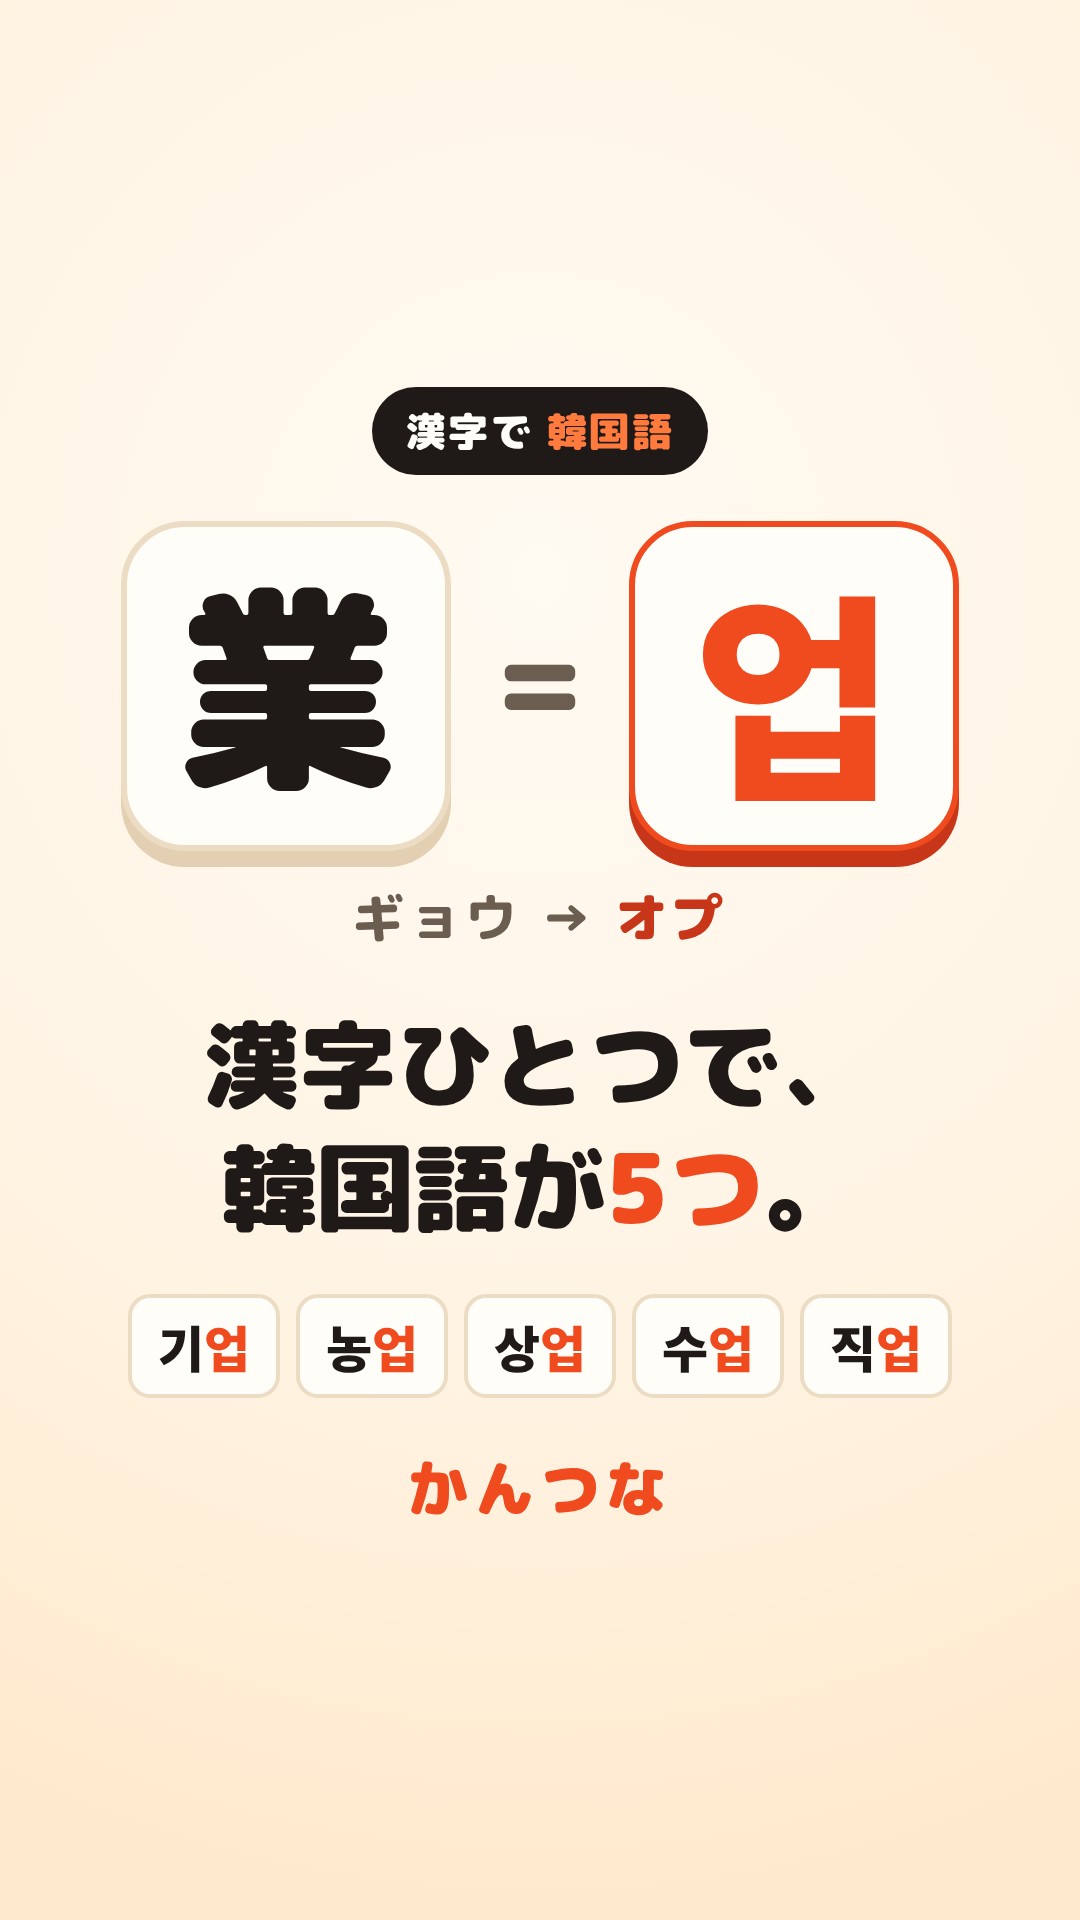 漢字で 韓国語
業 = 업
ギョウ → オプ
漢字ひとつで、
韓国語が5つ。
기업 농업 상업 수업 직업
かんつな